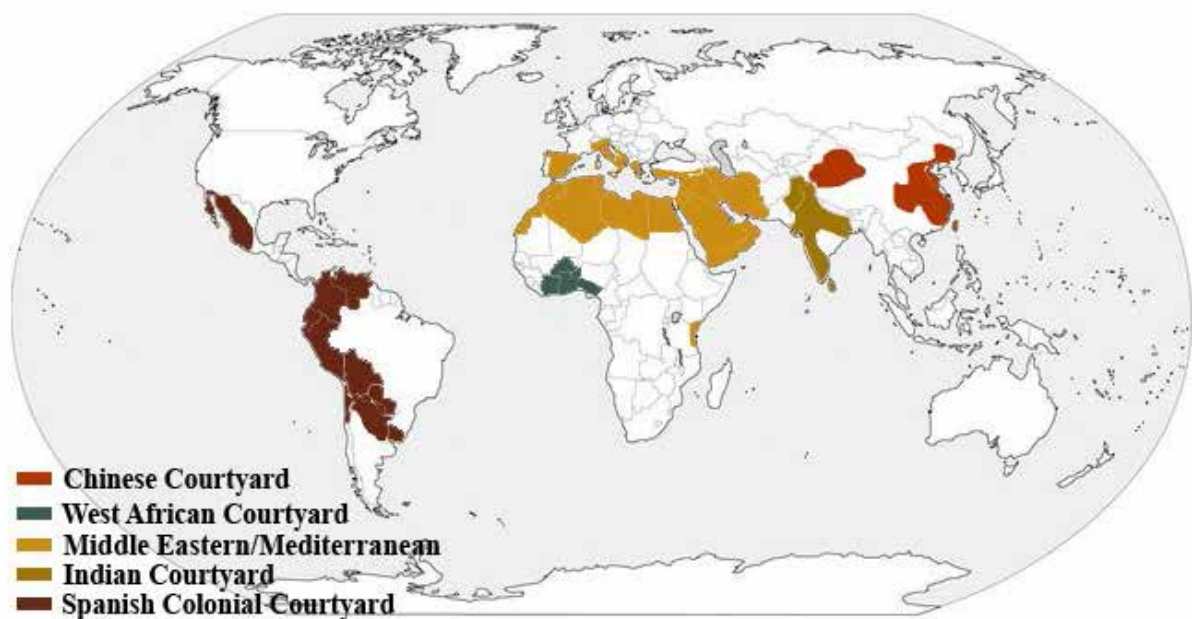 Chinese Courtyard
West African Courtyard
Middle Eastern/Mediterranean
Indian Courtyard
Spanish Colonial Courtyard